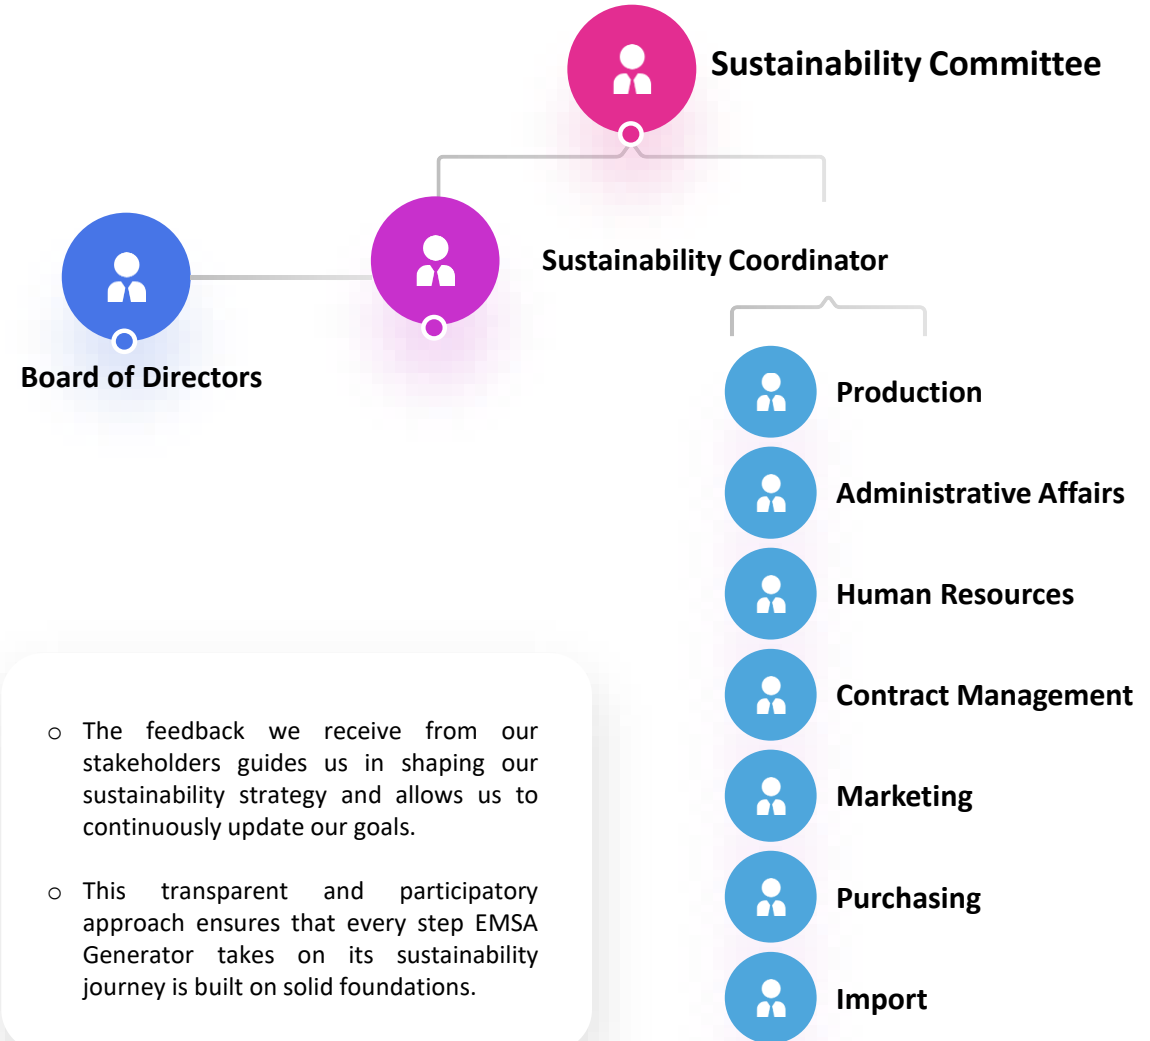 Sustainability Committee
Sustainability Coordinator
Board of Directors
Production
Administrative Affairs
Human Resources
Contract Management
Marketing
Purchasing
Import
o The feedback we receive from our
stakeholders guides us in shaping our
sustainability strategy and allows us to
continuously update our goals.
o This transparent and participatory
approach ensures that every step EMSA
Generator takes on its sustainability
journey is built on solid foundations.